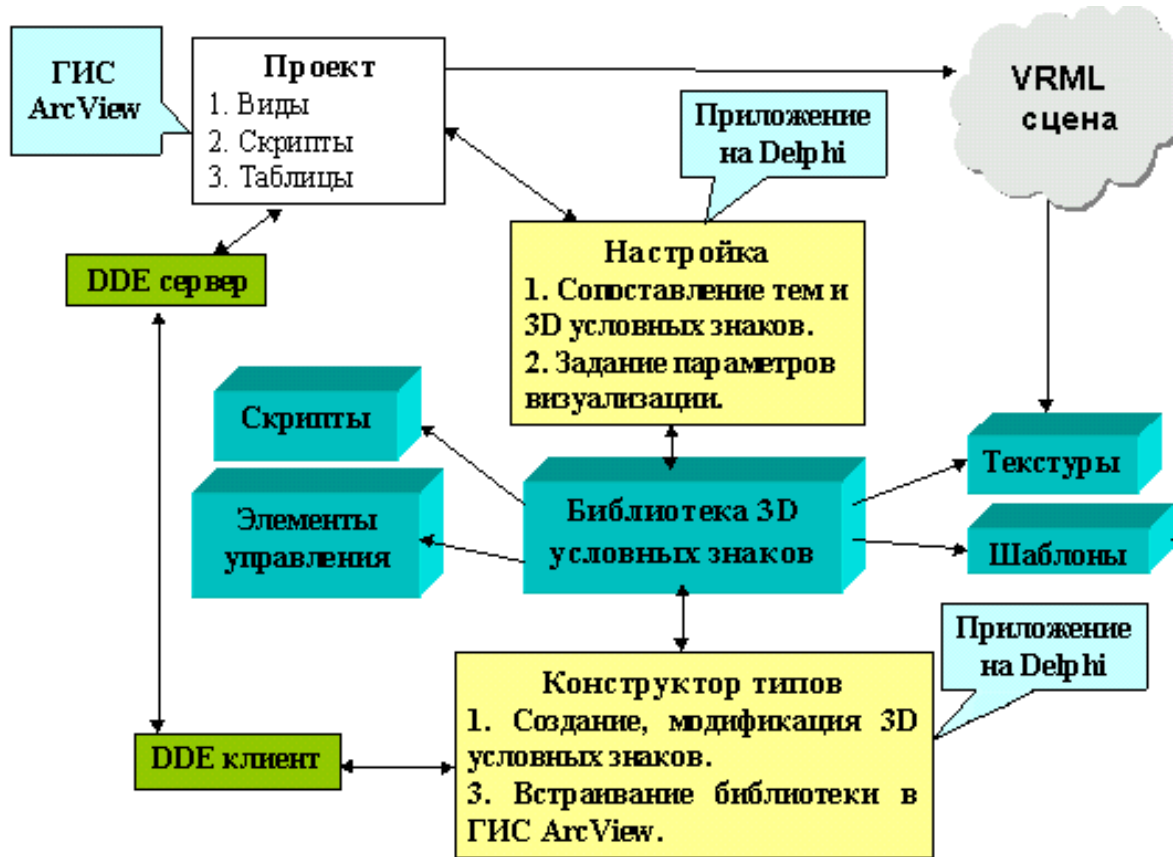 ГИС
ArcView
Проект
1. Виды
2. Скрипты
3. Таблицы
VRML
сцена
Приложение
на Delphi
DDE сервер
Настройка
1. Сопоставление тем и
3D условных знаков.
2. Задание параметров
визуализации.
Скрипты
Элементы
управления
Библиотека 3D
условных знаков
Текстуры
Шаблоны
Приложение
на Delphi
Конструктор типов
1. Создание, модификация 3D
условных знаков.
3. Встраивание библиотеки в
ГИС ArcView.
DDE клиент